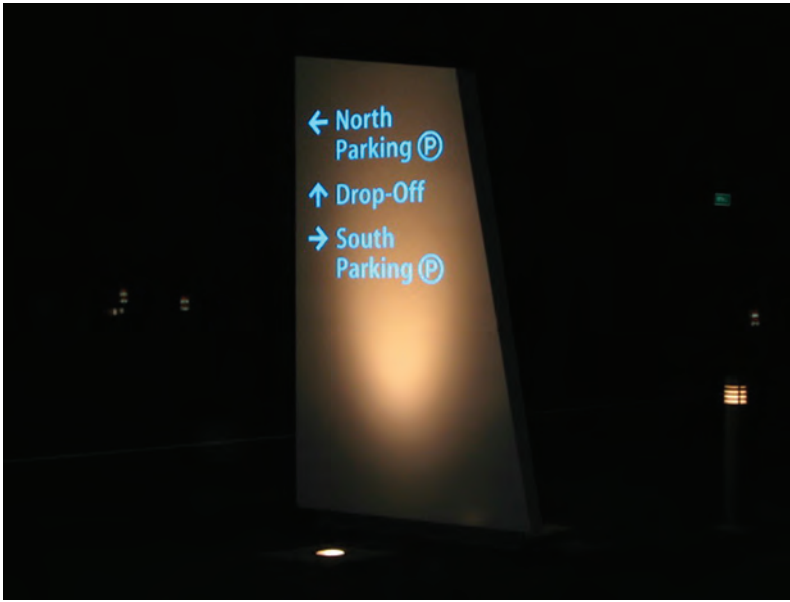 ← North
Parking Ⓟ
↑ Drop-Off
→ South
Parking Ⓟ